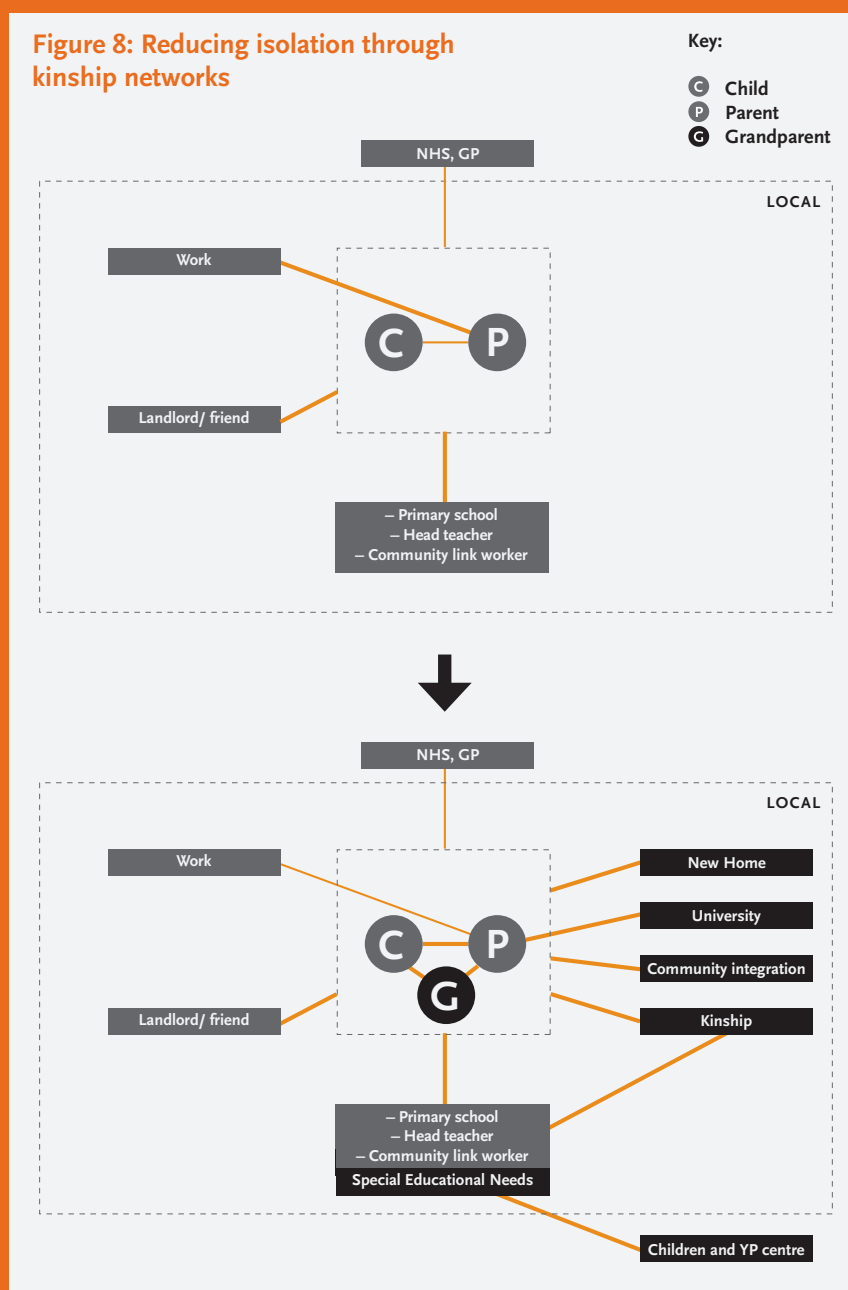 Figure 8: Reducing isolation through
kinship networks
Key:
C Child
P Parent
G Grandparent
NHS, GP
LOCAL
Work
C
P
Landlord/ friend
– Primary school
– Head teacher
– Community link worker
NHS, GP
LOCAL
Work
New Home
University
C
P
Community integration
G
Landlord/ friend
Kinship
– Primary school
– Head teacher
– Community link worker
Special Educational Needs
Children and YP centre